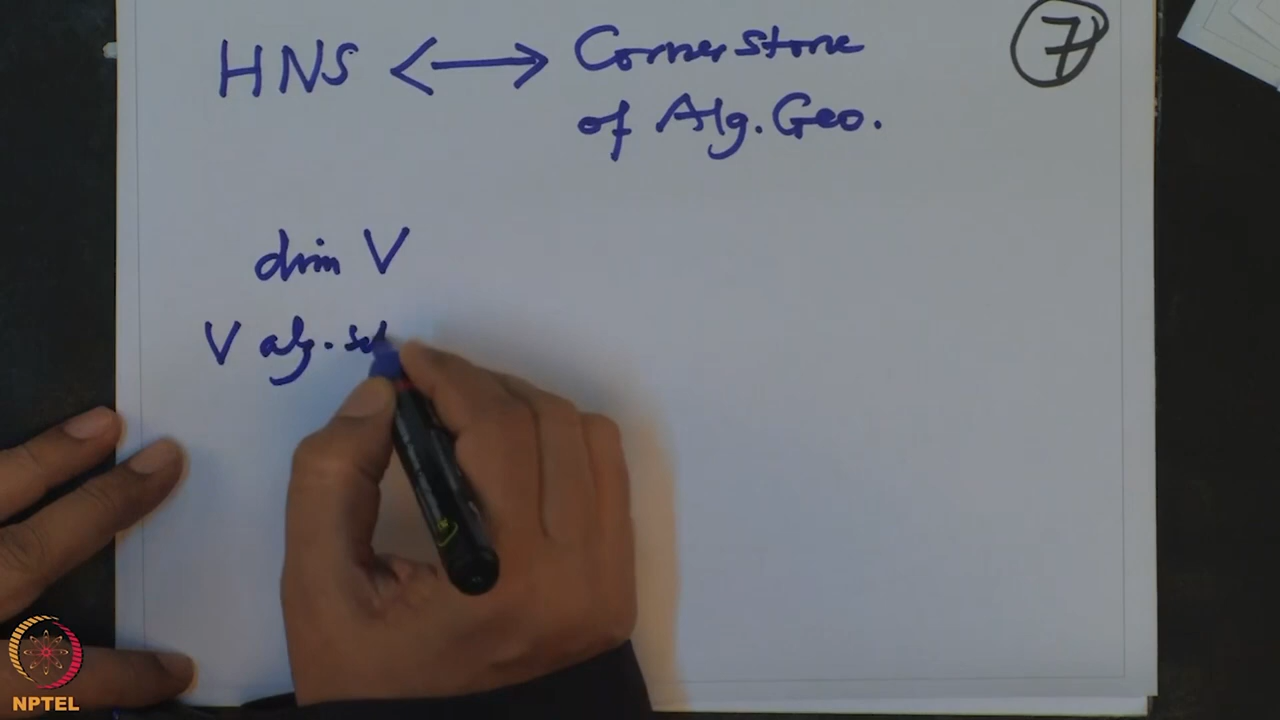 HNS <--> Corner Stone
of Alg. Geo.
7
dim V
V alg. set
NPTEL